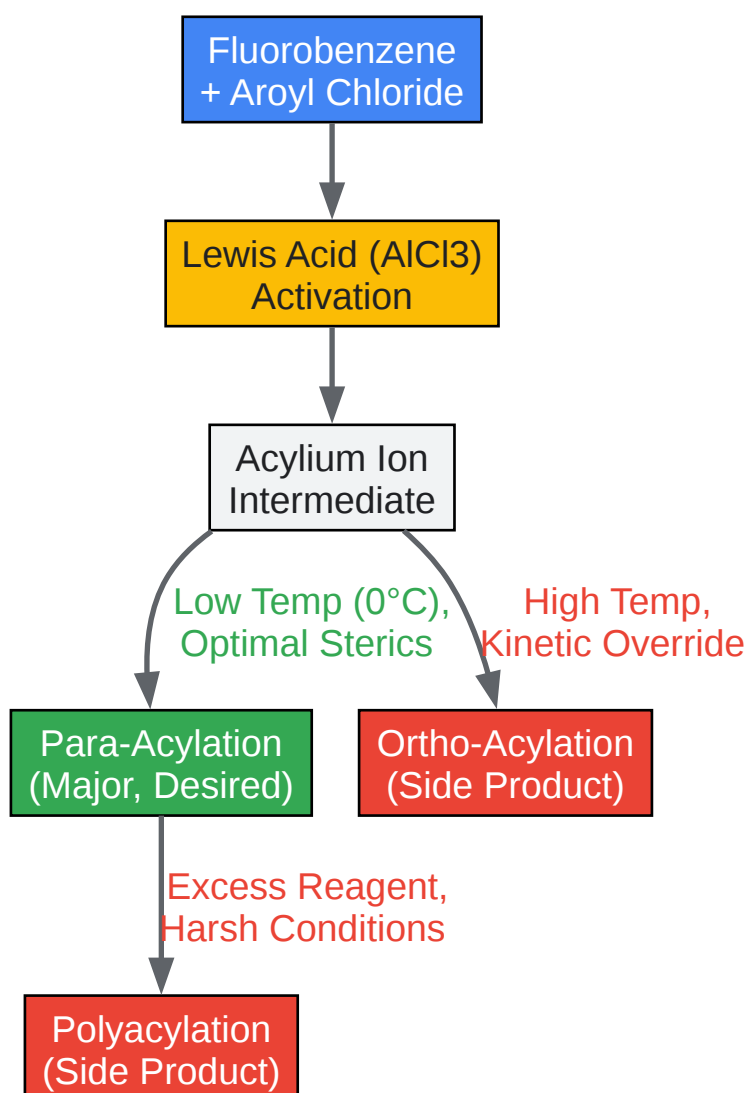 Fluorobenzene
+ Aroyl Chloride
Lewis Acid (AlCl3)
Activation
Acylium Ion
Intermediate
Low Temp (0°C),
Optimal Sterics
High Temp,
Kinetic Override
Para-Acylation
(Major, Desired)
Ortho-Acylation
(Side Product)
Excess Reagent,
Harsh Conditions
Polyacylation
(Side Product)